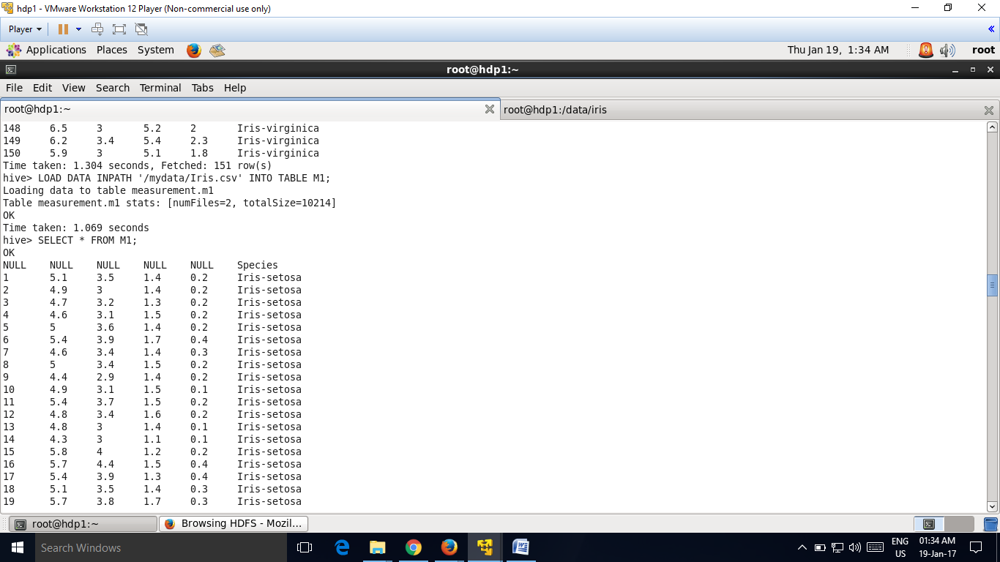 hdp1 - VMware Workstation 12 Player (Non-commercial use only)
Player
Applications Places System Thu Jan 19, 1:34 AM root
root@hdp1:~
File Edit View Search Terminal Tabs Help
root@hdp1:~ root@hdp1:/data/iris
148 6.5 3 5.2 2 Iris-virginica
149 6.2 3.4 5.4 2.3 Iris-virginica
150 5.9 3 5.1 1.8 Iris-virginica
Time taken: 1.304 seconds, Fetched: 151 row(s)
hive> LOAD DATA INPATH '/mydata/Iris.csv' INTO TABLE M1;
Loading data to table measurement.m1
Table measurement.m1 stats: [numFiles=2, totalSize=10214]
OK
Time taken: 1.069 seconds
hive> SELECT * FROM M1;
OK
NULL NULL NULL NULL NULL Species
1 5.1 3.5 1.4 0.2 Iris-setosa
2 4.9 3 1.4 0.2 Iris-setosa
3 4.7 3.2 1.3 0.2 Iris-setosa
4 4.6 3.1 1.5 0.2 Iris-setosa
5 5 3.6 1.4 0.2 Iris-setosa
6 5.4 3.9 1.7 0.4 Iris-setosa
7 4.6 3.4 1.4 0.3 Iris-setosa
8 5 3.4 1.5 0.2 Iris-setosa
9 4.4 2.9 1.4 0.2 Iris-setosa
10 4.9 3.1 1.5 0.1 Iris-setosa
11 5.4 3.7 1.5 0.2 Iris-setosa
12 4.8 3.4 1.6 0.2 Iris-setosa
13 4.8 3 1.4 0.1 Iris-setosa
14 4.3 3 1.1 0.1 Iris-setosa
15 5.8 4 1.2 0.2 Iris-setosa
16 5.7 4.4 1.5 0.4 Iris-setosa
17 5.4 3.9 1.3 0.4 Iris-setosa
18 5.1 3.5 1.4 0.3 Iris-setosa
19 5.7 3.8 1.7 0.3 Iris-setosa
root@hdp1:~ Browsing HDFS - Mozil...
Search Windows
ENG 01:34 AM
US 19-Jan-17